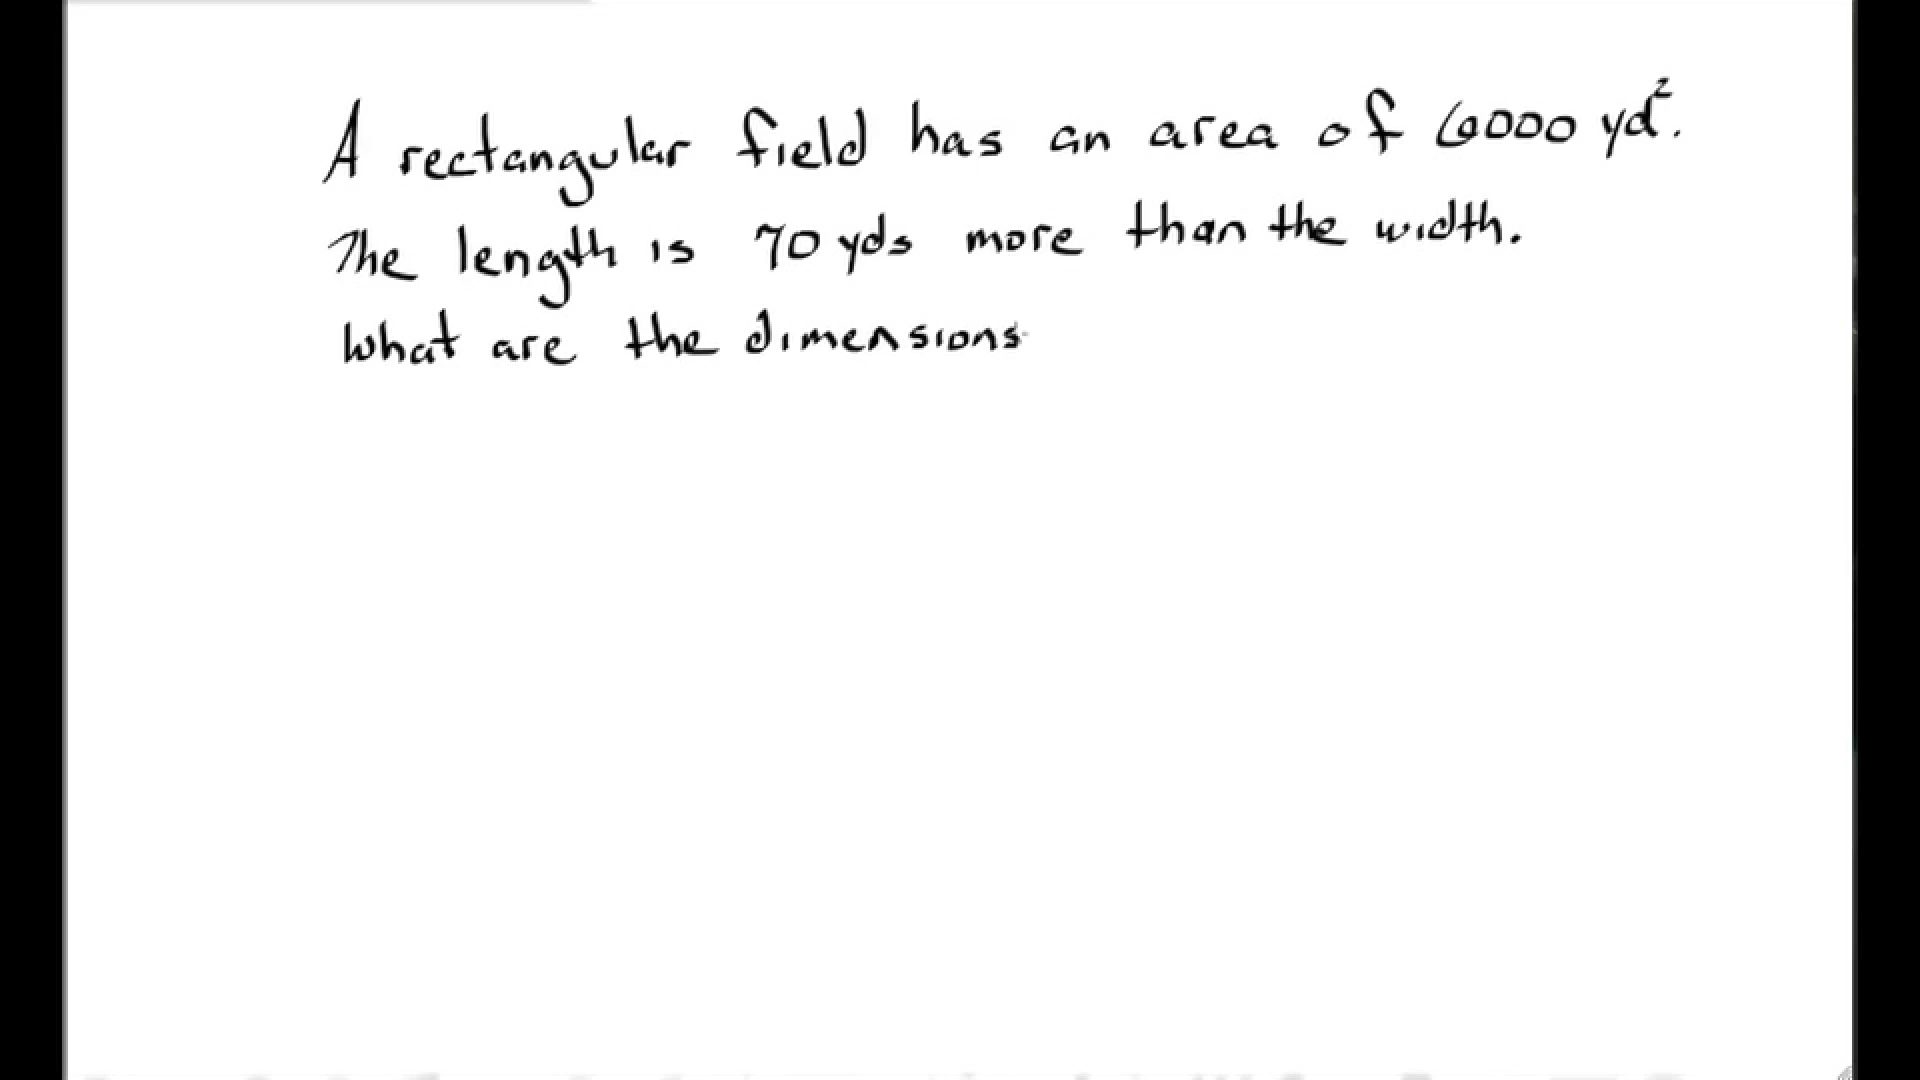 A rectangular field has an area of 6000 yd².
The length is 70 yds more than the width.
What are the dimensions